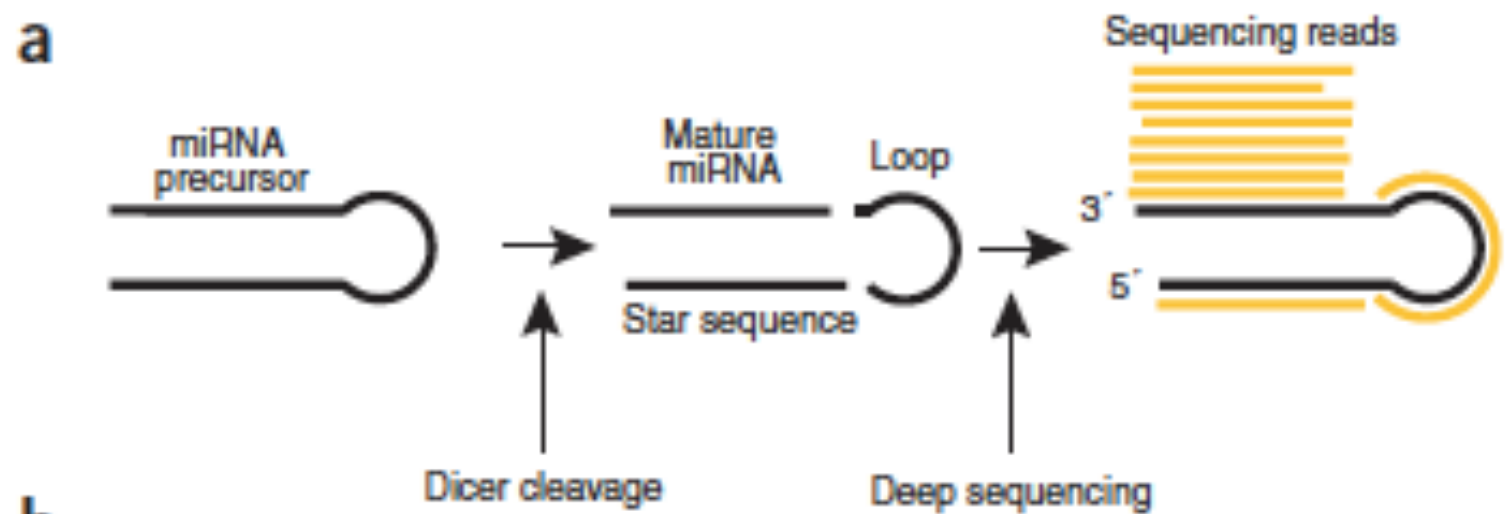 a
miRNA
precursor
Mature
miRNA
Loop
Star sequence
Dicer cleavage
Deep sequencing
Sequencing reads
3´
5´